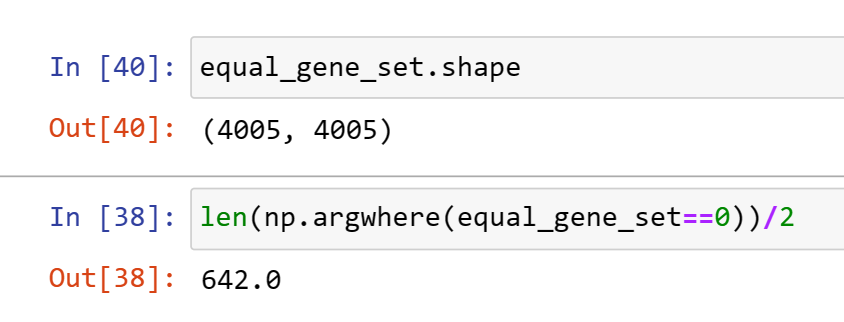 In [40]: equal_gene_set.shape
Out[40]: (4005, 4005)
In [38]: len(np.argwhere(equal_gene_set==0))/2
Out[38]: 642.0